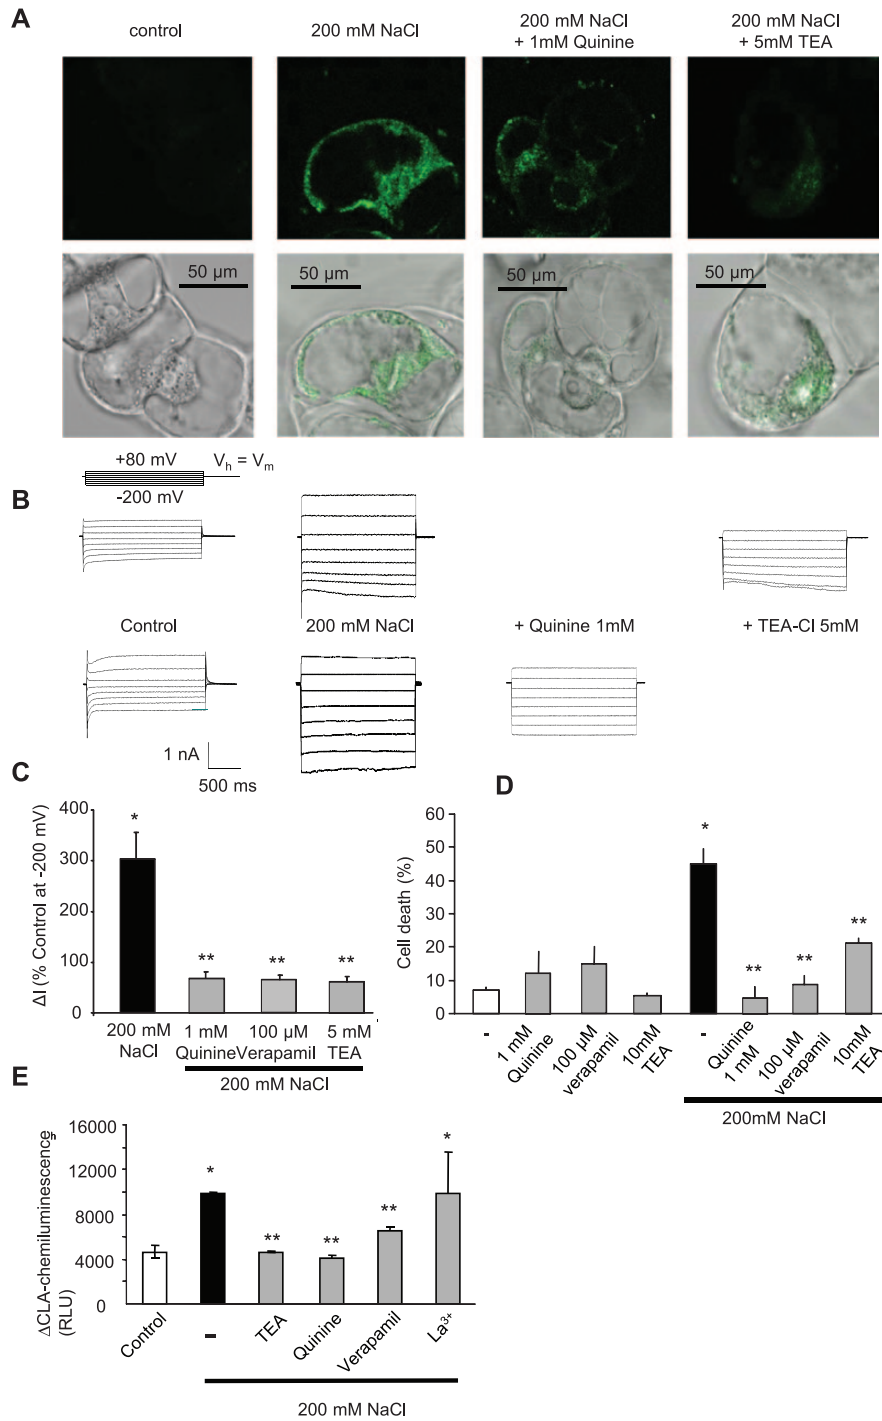 A
control
200 mM NaCl
200 mM NaCl
+ 1mM Quinine
200 mM NaCl
+ 5mM TEA
50 µm
50 µm
50 µm
50 µm
B
+80 mV
Vh = Vm
-200 mV
Control
200 mM NaCl
+ Quinine 1mM
+ TEA-Cl 5mM
1 nA
500 ms
C
ΔI (% Control at -200 mV)
400
300
200
100
0
*
**
**
**
200 mM
NaCl
1 mM
Quinine
100 µM
Verapamil
5 mM
TEA
200 mM NaCl
D
Cell death (%)
60
50
40
30
20
10
0
*
**
**
**
-
1 mM
Quinine
100 µM
verapamil
10mM
TEA
-
Quinine
1 mM
100 µM
verapamil
10mM
TEA
200mM NaCl
E
ΔCLA-chemiluminescence
(RLU)
16000
12000
8000
4000
0
*
**
**
**
*
Control
-
TEA
Quinine
Verapamil
La3+
200 mM NaCl